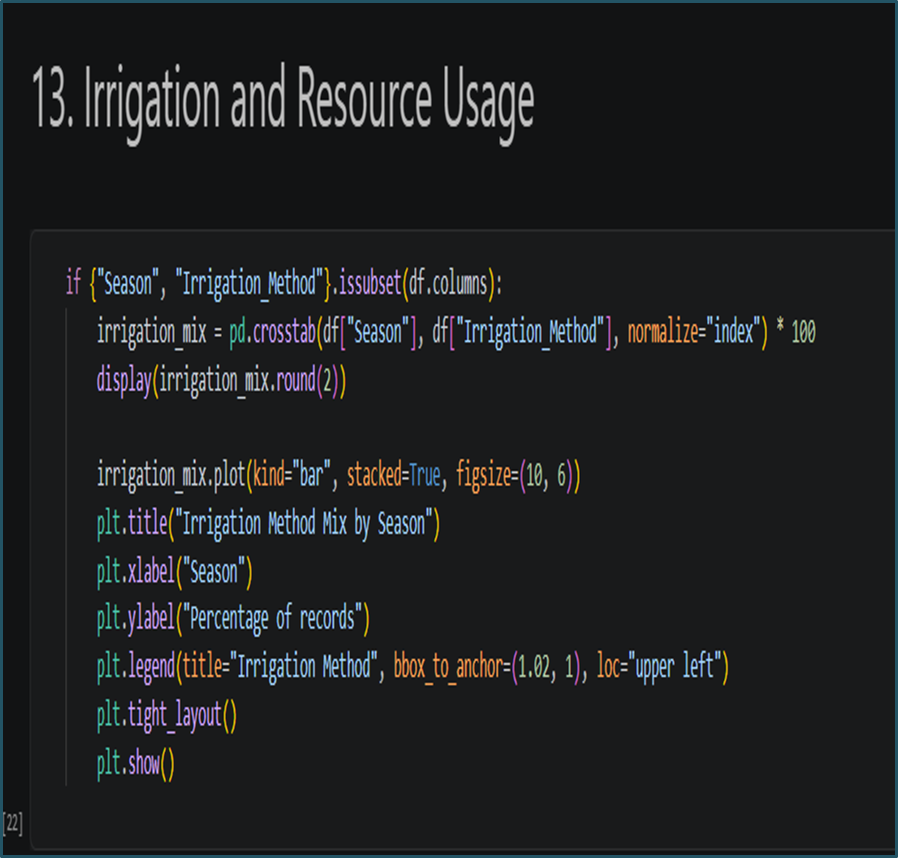 13. Irrigation and Resource Usage
if {"Season", "Irrigation_Method"}.issubset(df.columns):
    irrigation_mix = pd.crosstab(df["Season"], df["Irrigation_Method"], normalize="index") * 100
    display(irrigation_mix.round(2))
    irrigation_mix.plot(kind="bar", stacked=True, figsize=(10, 6))
    plt.title("Irrigation Method Mix by Season")
    plt.xlabel("Season")
    plt.ylabel("Percentage of records")
    plt.legend(title="Irrigation Method", bbox_to_anchor=(1.02, 1), loc="upper left")
    plt.tight_layout()
    plt.show()
[22]